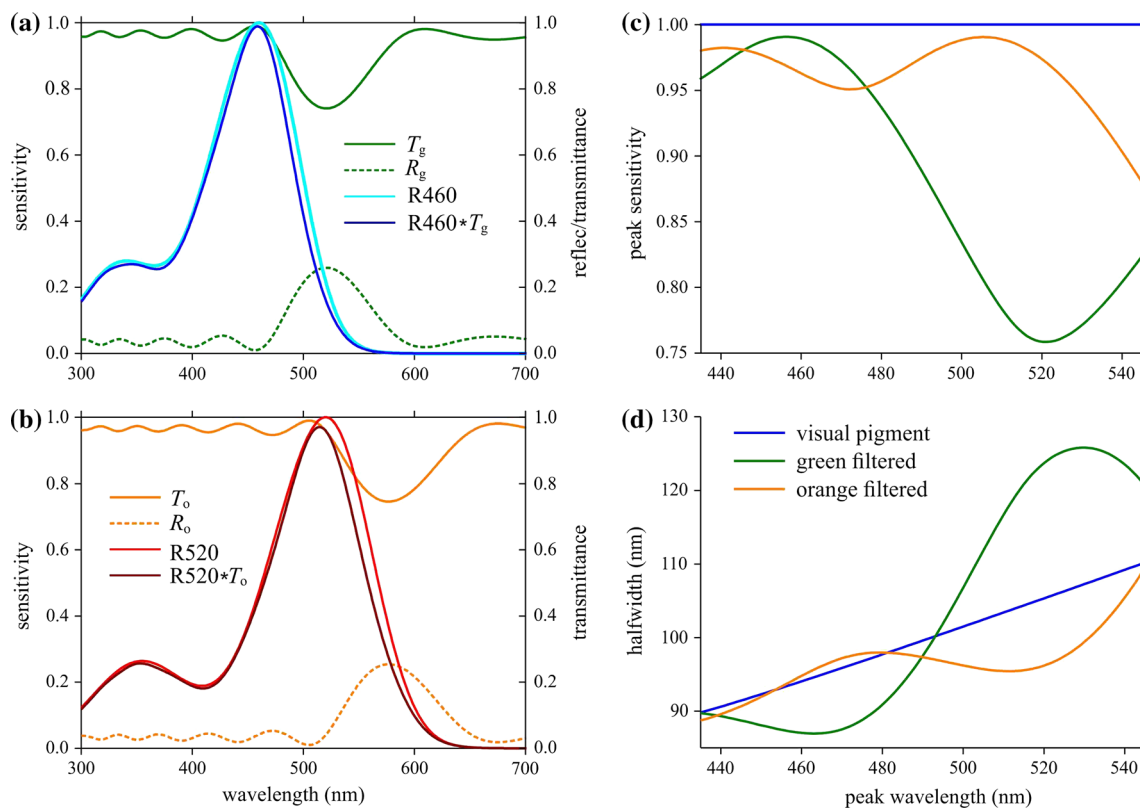 (a)
1.0
0.8
0.6
0.4
0.2
0.0
sensitivity
1.0
0.8
0.6
0.4
0.2
0.0
reflec/transmittance
Tg
Rg
R460
R460*Tg
300 400 500 600 700
(b)
1.0
0.8
0.6
0.4
0.2
0.0
sensitivity
1.0
0.8
0.6
0.4
0.2
0.0
transmittance
To
Ro
R520
R520*To
300 400 500 600 700
wavelength (nm)
(c)
1.00
0.95
0.90
0.85
0.80
0.75
peak sensitivity
440 460 480 500 520 540
(d)
130
120
110
100
90
halfwidth (nm)
visual pigment
green filtered
orange filtered
440 460 480 500 520 540
peak wavelength (nm)